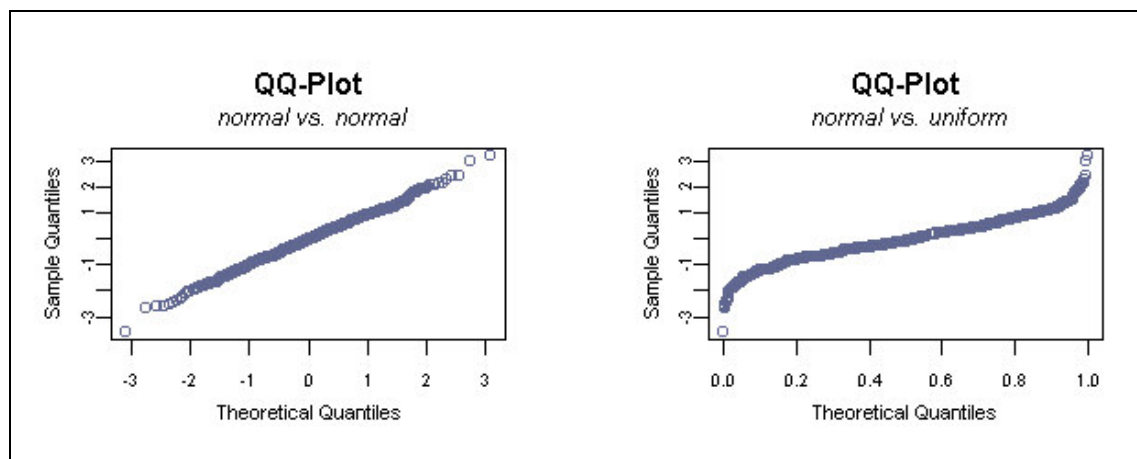 QQ-Plot
normal vs. normal
Sample Quantiles
3
2
1
-1
-3
-3 -2 -1 0 1 2 3
Theoretical Quantiles
QQ-Plot
normal vs. uniform
Sample Quantiles
3
2
1
-1
-3
0.0 0.2 0.4 0.6 0.8 1.0
Theoretical Quantiles